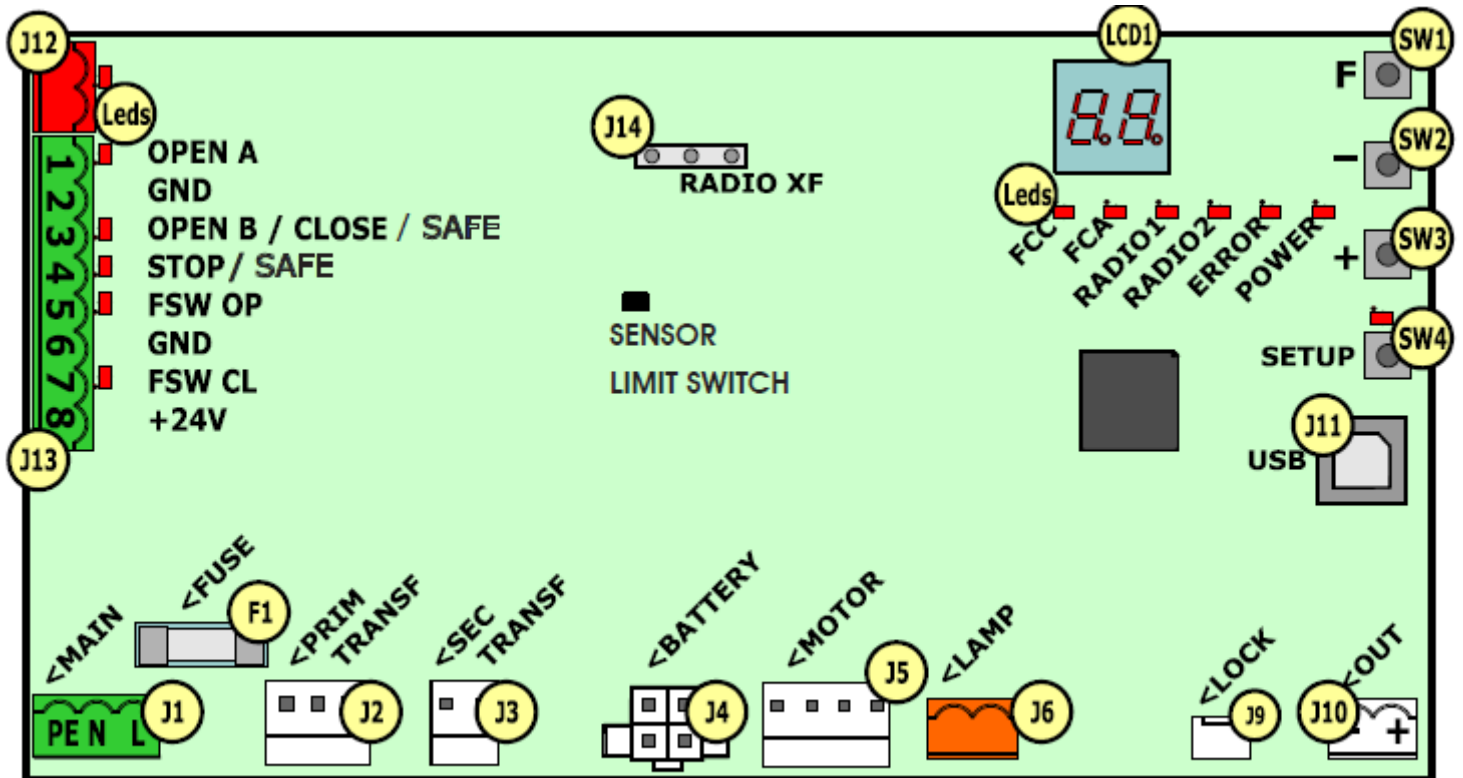 J12
Leds
1 OPEN A
2 GND
3 OPEN B / CLOSE / SAFE
4 STOP / SAFE
5 FSW OP
6 GND
7 FSW CL
8 +24V
J13
J14
RADIO XF
SENSOR
LIMIT SWITCH
LCD1
8.8.
Leds
FCC
FCA
RADIO1
RADIO2
ERROR
POWER
SW1
F
SW2
-
SW3
+
SW4
SETUP
J11
USB
<MAIN
PE N L
J1
<FUSE
F1
<PRIM
TRANSF
J2
<SEC
TRANSF
J3
<BATTERY
J4
<MOTOR
J5
<LAMP
J6
<LOCK
J9
<OUT
J10
- +